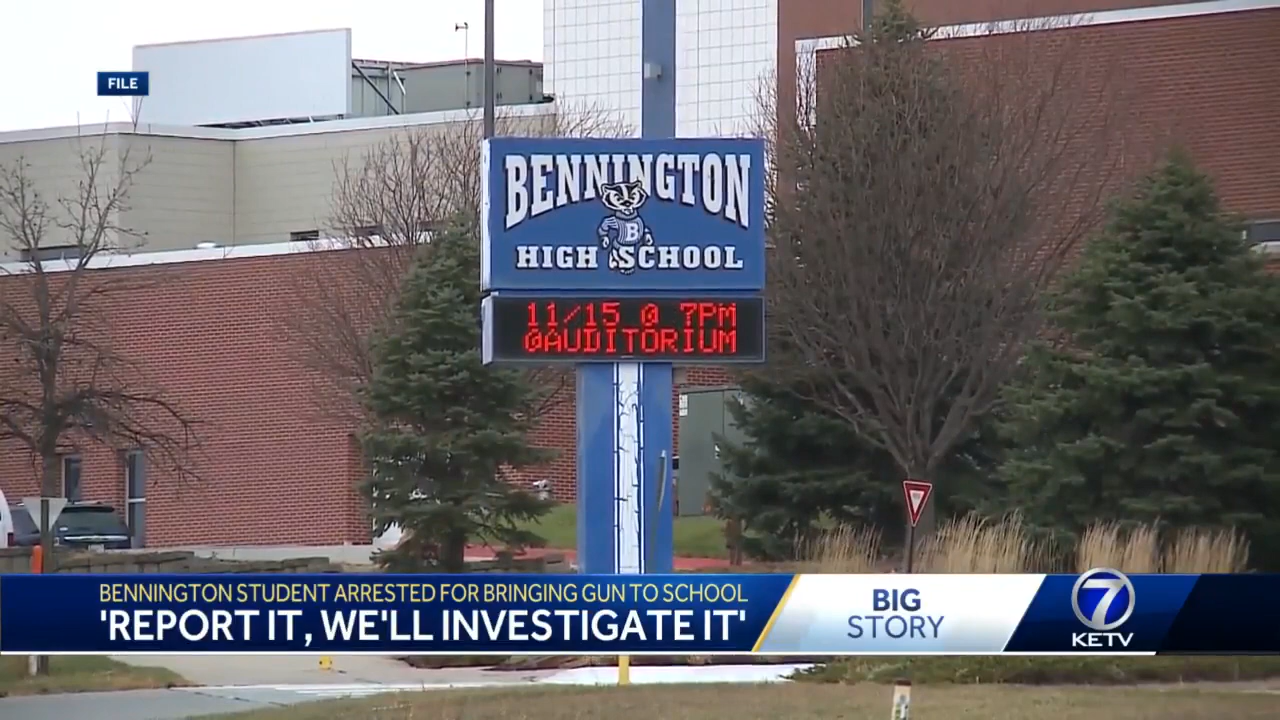 FILE
BENNINGTON
B
HIGH SCHOOL
11/15 @ 7PM
@AUDITORIUM
BENNINGTON STUDENT ARRESTED FOR BRINGING GUN TO SCHOOL
'REPORT IT, WE'LL INVESTIGATE IT'
BIG
STORY
7
KETV